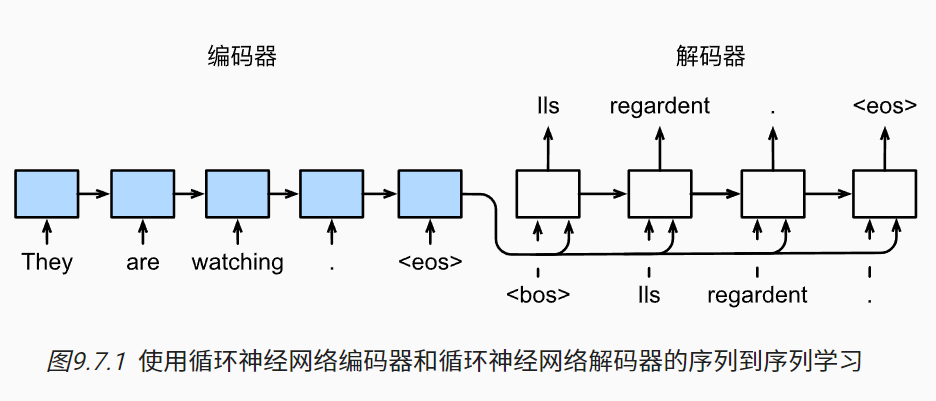 编码器 解码器
lls regardent . <eos>
They are watching . <eos>
<bos> lls regardent .
图9.7.1 使用循环神经网络编码器和循环神经网络解码器的序列到序列学习